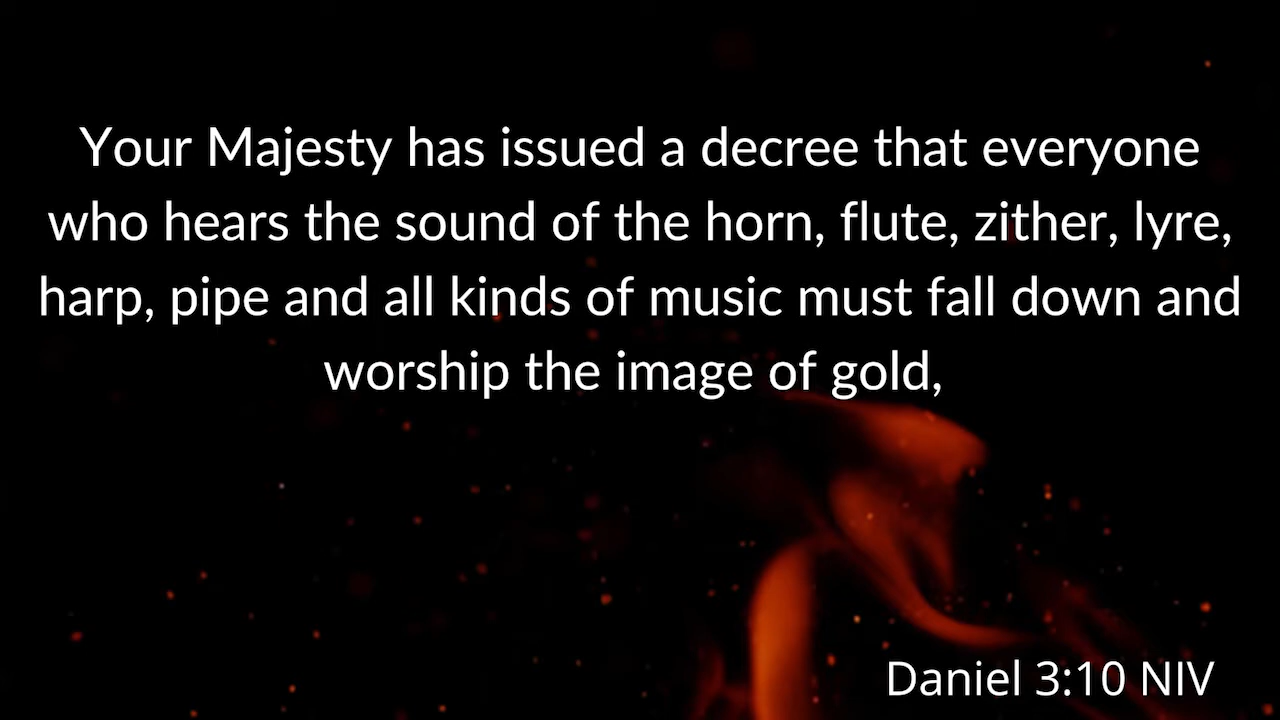 Your Majesty has issued a decree that everyone
who hears the sound of the horn, flute, zither, lyre,
harp, pipe and all kinds of music must fall down and
worship the image of gold,
Daniel 3:10 NIV